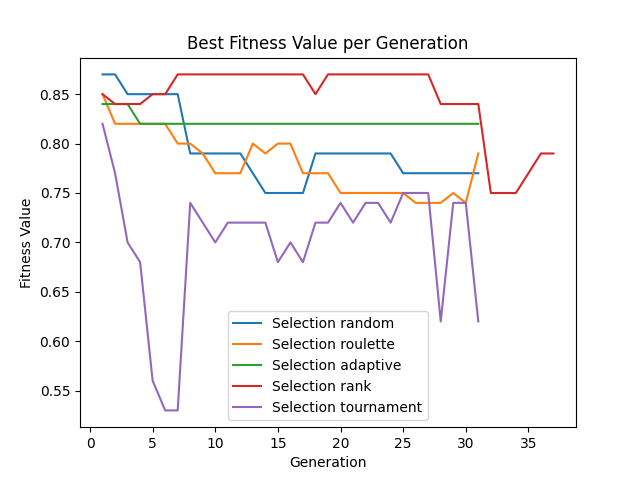 Best Fitness Value per Generation
Fitness Value
0.85
0.80
0.75
0.70
0.65
0.60
0.55
Selection random
Selection roulette
Selection adaptive
Selection rank
Selection tournament
0 5 10 15 20 25 30 35
Generation